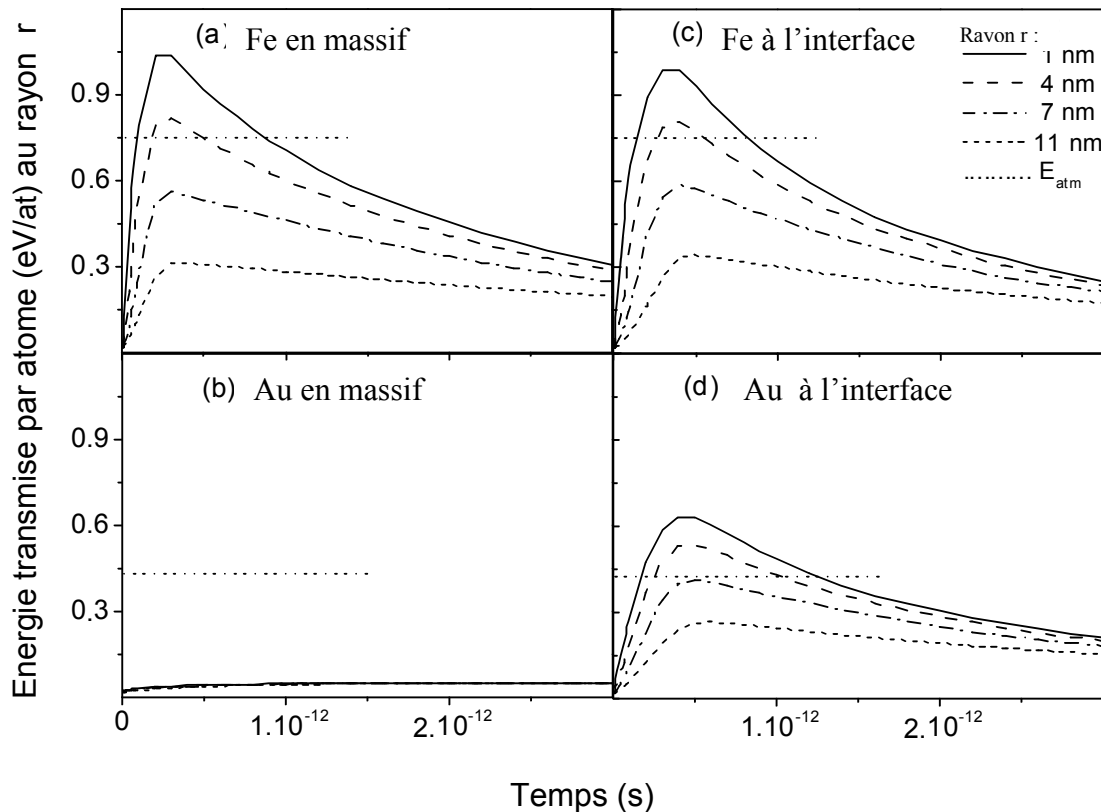 Energie transmise par atome (eV/at) au rayon r
(a) Fe en massif
(c) Fe à l'interface
Rayon r :
1 nm
4 nm
7 nm
11 nm
E_atm
0.9
0.6
0.3
(b) Au en massif
(d) Au à l'interface
0.9
0.6
0.3
0
1.10^-12
2.10^-12
1.10^-12
2.10^-12
Temps (s)